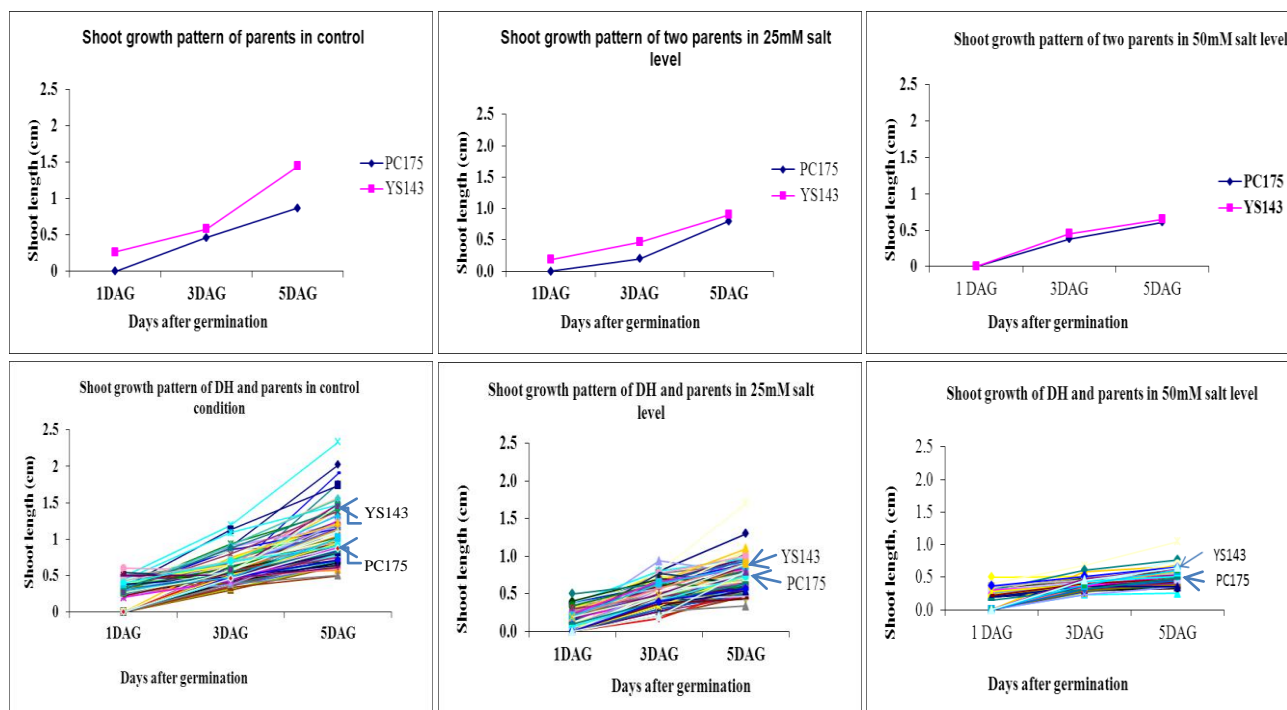 Shoot growth pattern of parents in control
2.5
2
1.5
1
0.5
0
Shoot length (cm)
1DAG 3DAG 5DAG
Days after germination
PC175
YS143
Shoot growth pattern of two parents in 25mM salt
level
2.5
2.0
1.5
1.0
0.5
0.0
Shoot length (cm)
1DAG 3DAG 5DAG
Days after germination
PC175
YS143
Shoot growth pattern of two parents in 50mM salt level
2.5
2
1.5
1
0.5
0
Shoot length (cm)
1 DAG 3DAG 5DAG
Days after germination
PC175
YS143
Shoot growth pattern of DH and parents in control
condition
2.5
2
1.5
1
0.5
0
Shoot length (cm)
1DAG 3DAG 5DAG
Days after germination
YS143
PC175
Shoot growth pattern of DH and parents in 25mM salt
level
2.5
2.0
1.5
1.0
0.5
0.0
Shoot length (cm)
1DAG 3DAG 5DAG
Days after germination
YS143
PC175
Shoot growth of DH and parents in 50mM salt level
2.5
2.0
1.5
1.0
0.5
0.0
Shoot length, (cm)
1 DAG 3DAG 5DAG
Days after germination
YS143
PC175